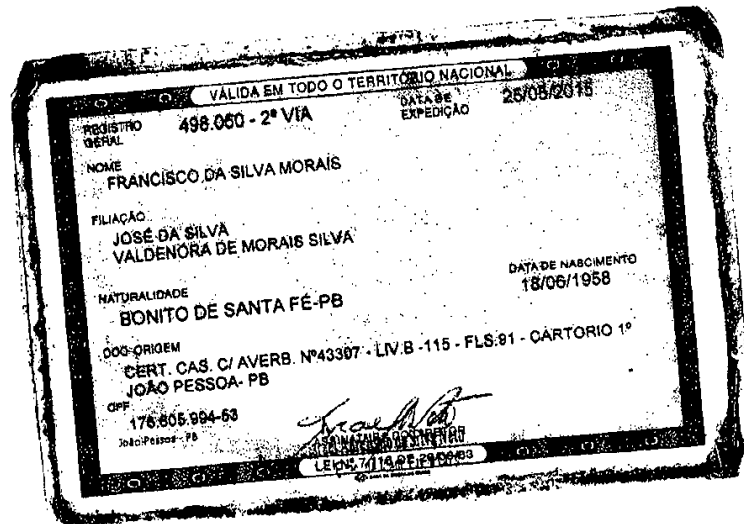 VÁLIDA EM TODO O TERRITÓRIO NACIONAL
REGISTRO GERAL 498.060 - 2ª VIA DATA DE EXPEDIÇÃO 25/05/2015
NOME
FRANCISCO DA SILVA MORAIS
FILIAÇÃO
JOSÉ DA SILVA
VALDENORA DE MORAIS SILVA
NATURALIDADE DATA DE NASCIMENTO
BONITO DE SANTA FÉ-PB 18/06/1958
DOC ORIGEM
CERT. CAS. C/ AVERB. Nº43307 - LIV.B -115 - FLS.91 - CARTORIO 1º
JOÃO PESSOA- PB
CPF
176.605.994-53
João Pessoa - PB
ASSINATURA DO DIRETOR
LEI Nº 7.116 DE 29/08/83